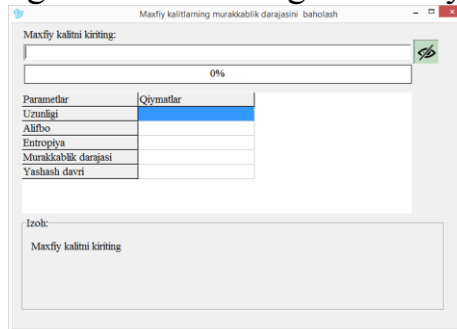 Maxfiy kalitlarning murakkablik darajasini baholash
Maxfiy kalitni kiriting:
0%
Parametlar Qiymatlar
Uzunligi
Alifbo
Entropiya
Murakkablik darajasi
Yashash davri
Izoh:
Maxfiy kalitni kiriting